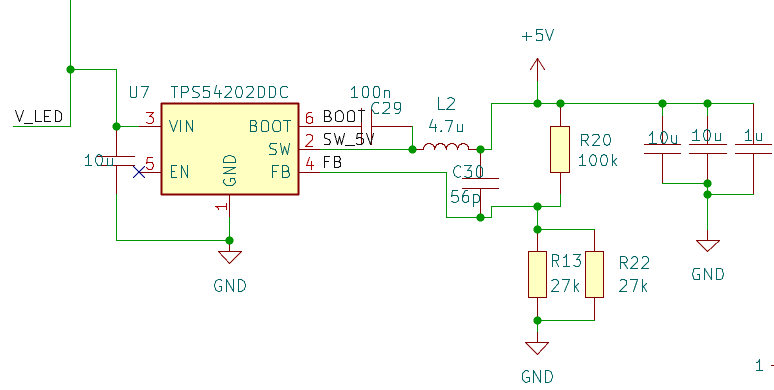 +5V
U7 TPS54202DDC
100n
C29
L2
4.7u
V_LED
3 VIN BOOT 6 BOOT
SW 2 SW_5V
5 EN FB 4 FB
GND
1
10u
C30
56p
R20
100k
10u 10u 1u
R13
27k
R22
27k
GND
GND
GND
1 -